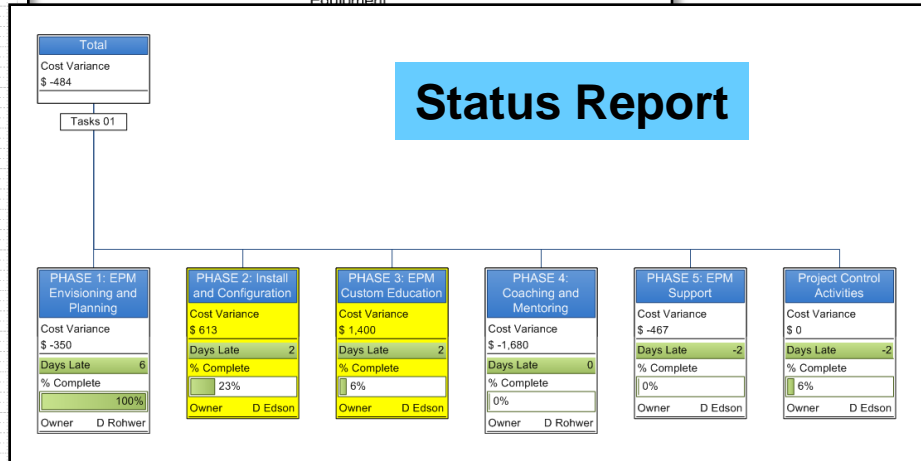 Equipment
Total
Cost Variance
$ -484
Tasks 01
Status Report
PHASE 1: EPM
Envisioning and
Planning
Cost Variance
$ -350
Days Late 6
% Complete
100%
Owner D Rohwer
PHASE 2: Install
and Configuration
Cost Variance
$ 613
Days Late 2
% Complete
23%
Owner D Edson
PHASE 3: EPM
Custom Education
Cost Variance
$ 1,400
Days Late 2
% Complete
6%
Owner D Edson
PHASE 4:
Coaching and
Mentoring
Cost Variance
$ -1,680
Days Late 0
% Complete
0%
Owner D Rohwer
PHASE 5: EPM
Support
Cost Variance
$ -467
Days Late -2
% Complete
0%
Owner D Edson
Project Control
Activities
Cost Variance
$ 0
Days Late -2
% Complete
6%
Owner D Edson